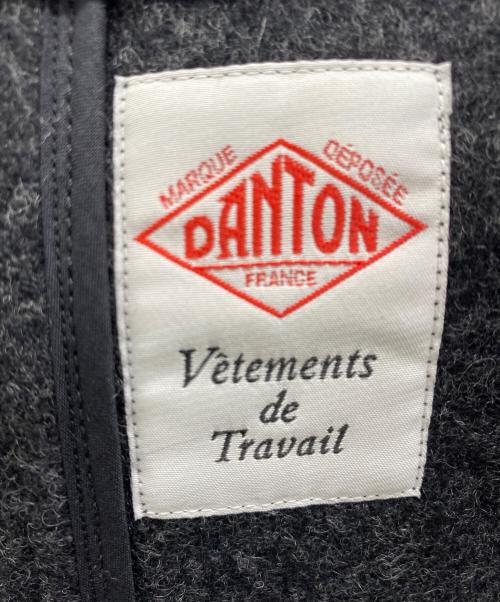 MARQUE DÉPOSÉE
DANTON
FRANCE
Vêtements
de
Travail